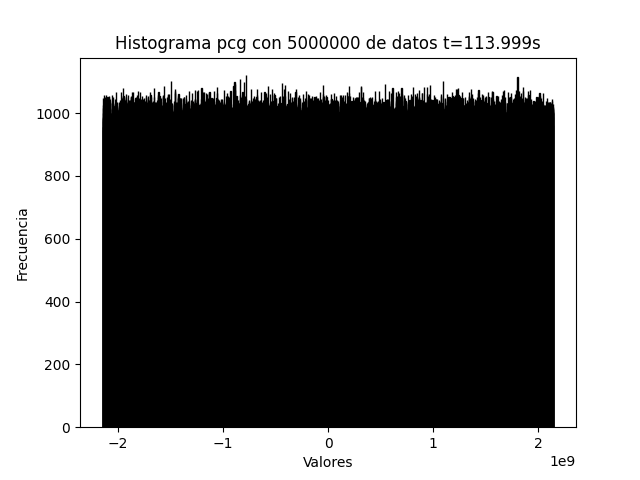 Histograma pcg con 5000000 de datos t=113.999s
1000
800
600
400
200
0
Frecuencia
−2
−1
0
1
2
1e9
Valores